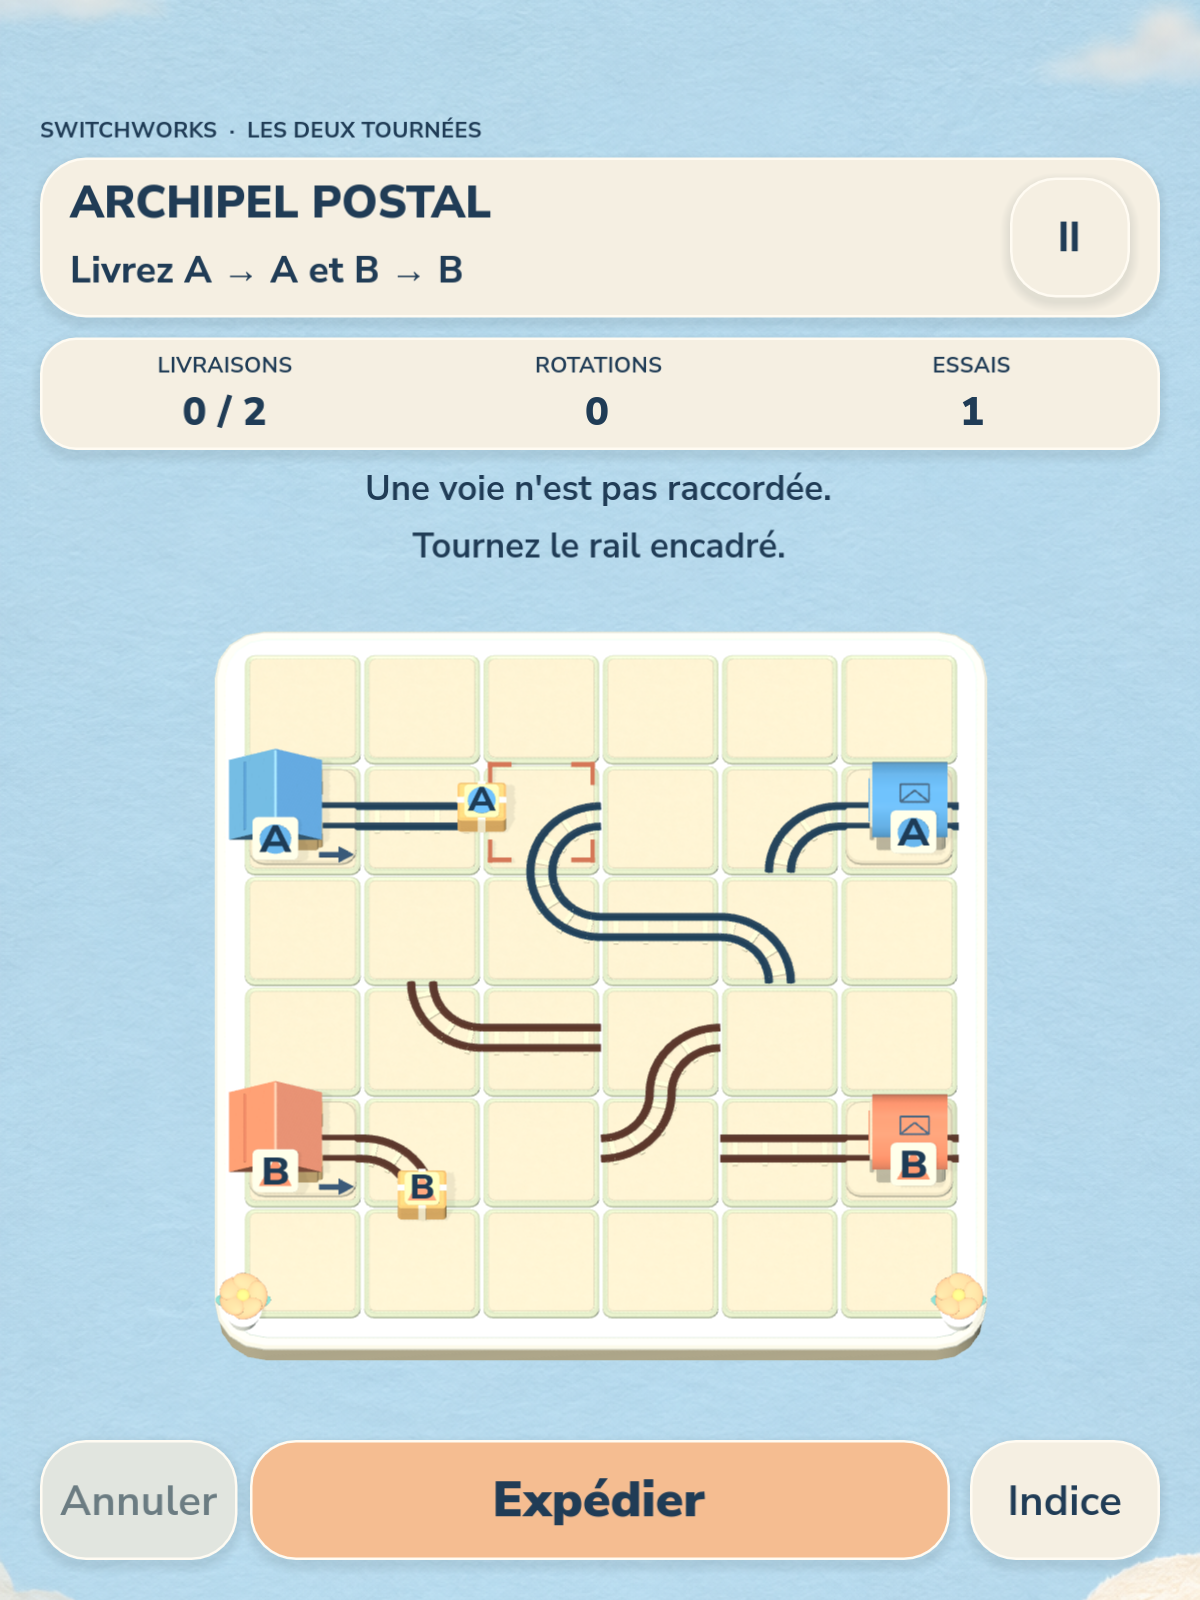 SWITCHWORKS · LES DEUX TOURNÉES
ARCHIPEL POSTAL
Livrez A → A et B → B
LIVRAISONS
0 / 2
ROTATIONS
0
ESSAIS
1
Une voie n'est pas raccordée.
Tournez le rail encadré.
A
A
A
B
B
B
Annuler
Expédier
Indice